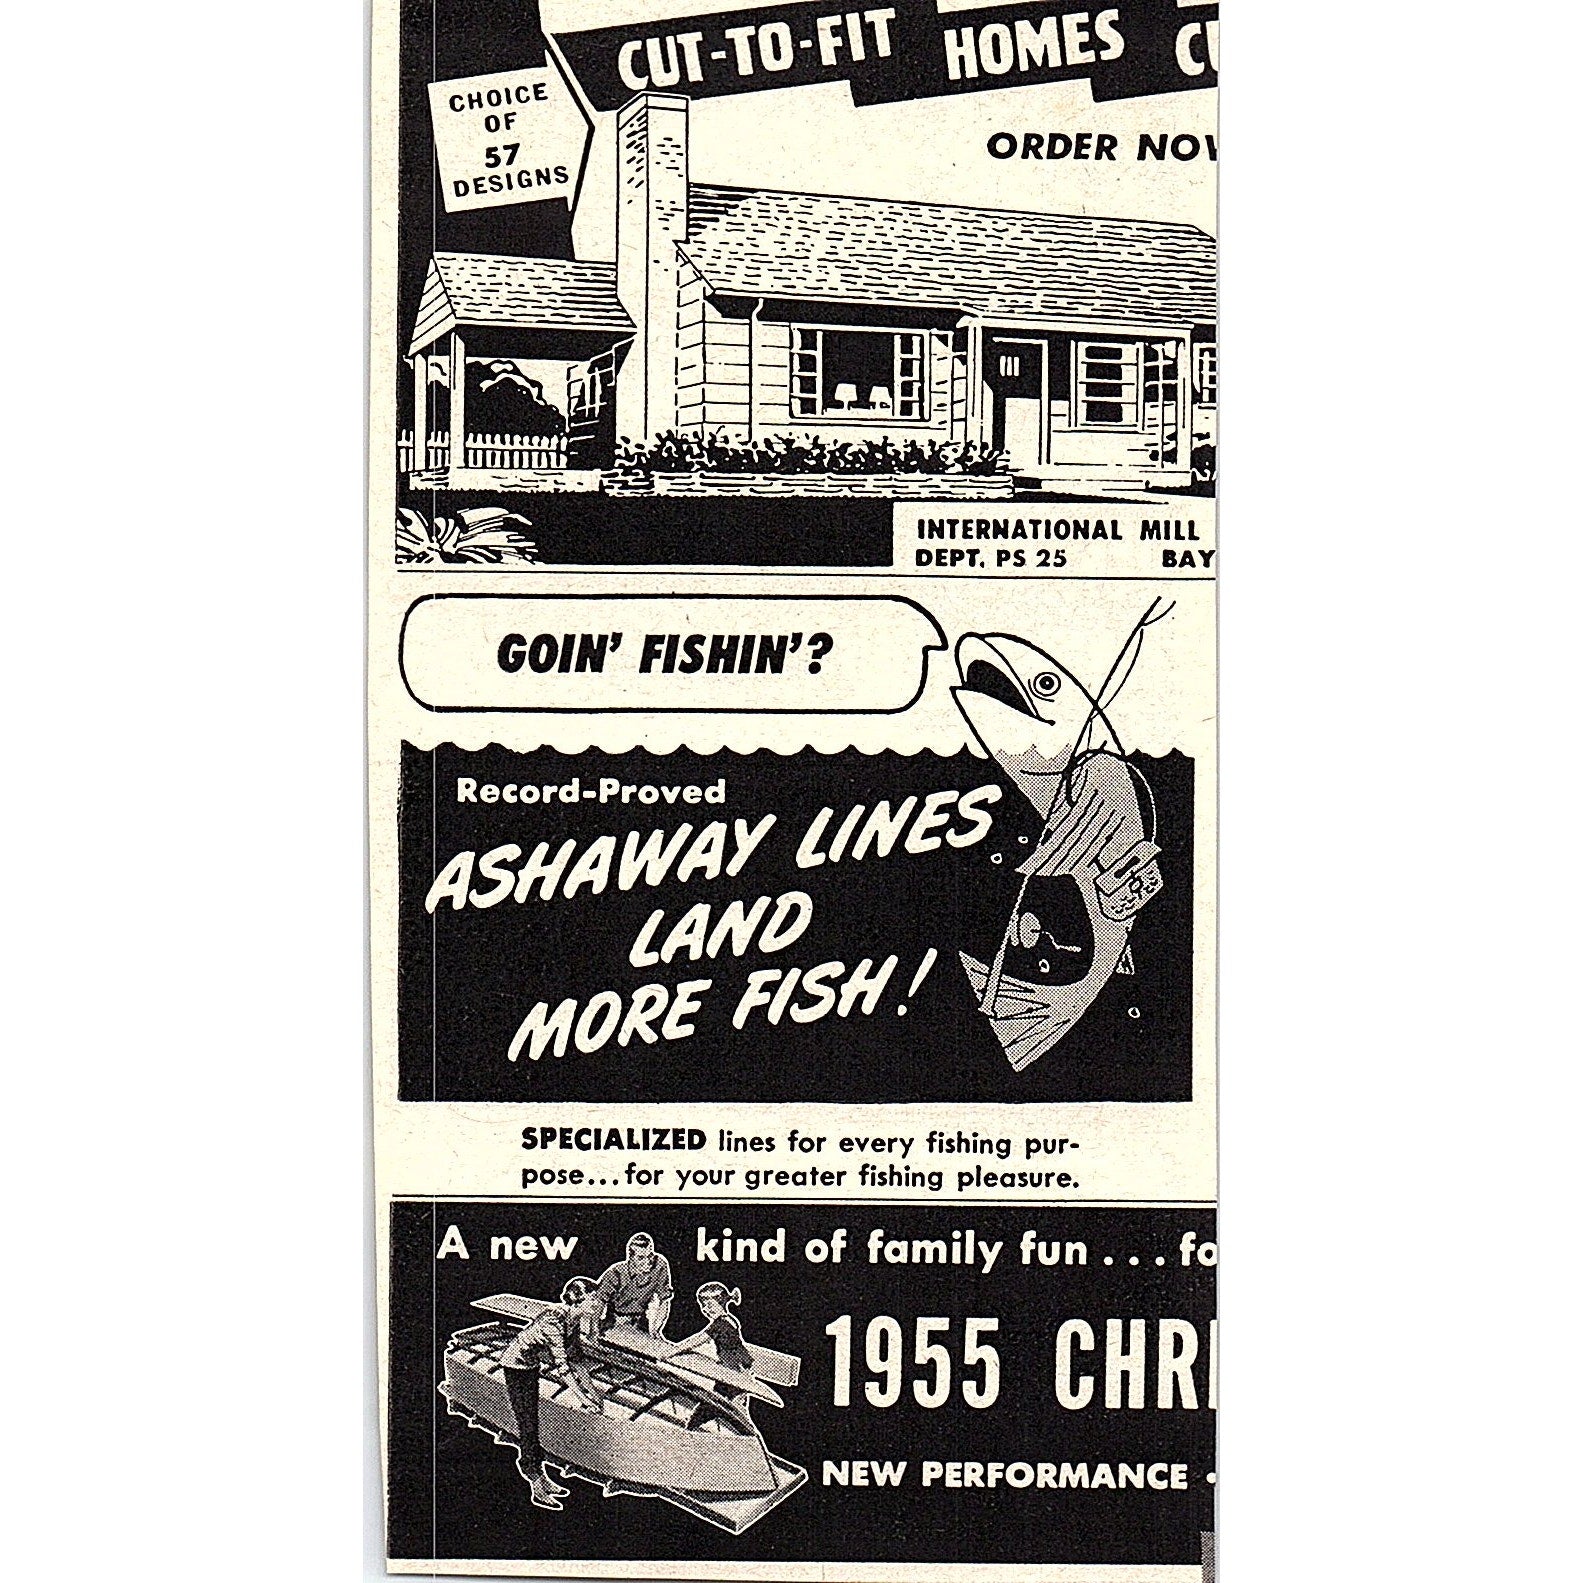 CUT-TO-FIT HOMES
CHOICE
OF
57
DESIGNS
ORDER
INTERNATIONAL MILL
DEPT. PS 25 BAY
GOIN' FISHIN'?
Record-Proved
ASHAWAY LINES
LAND
MORE FISH!
SPECIALIZED lines for every fishing pur-
pose...for your greater fishing pleasure.
A new kind of family fun . . . fo
1955 CHRI
NEW PERFORMANCE •